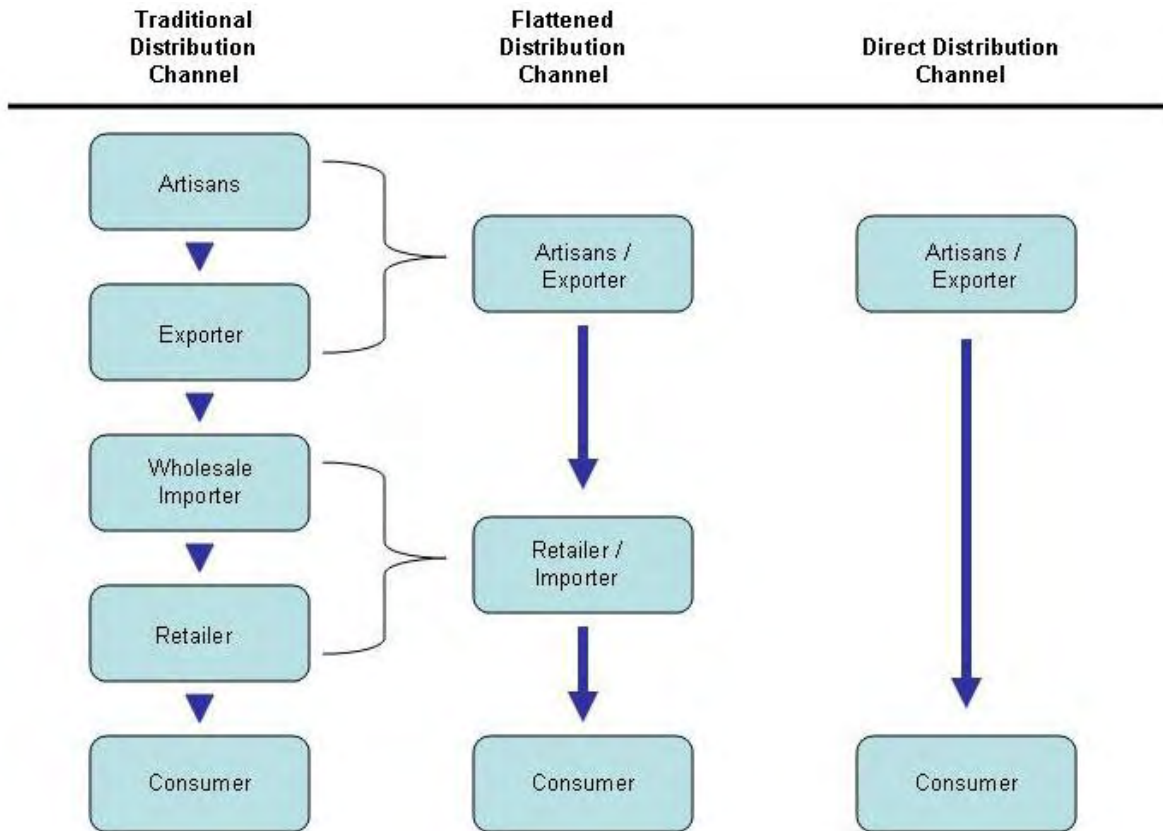 Traditional
Distribution
Channel
Flattened
Distribution
Channel
Direct Distribution
Channel
Artisans
Exporter
Wholesale
Importer
Retailer
Consumer
Artisans /
Exporter
Retailer /
Importer
Consumer
Artisans /
Exporter
Consumer